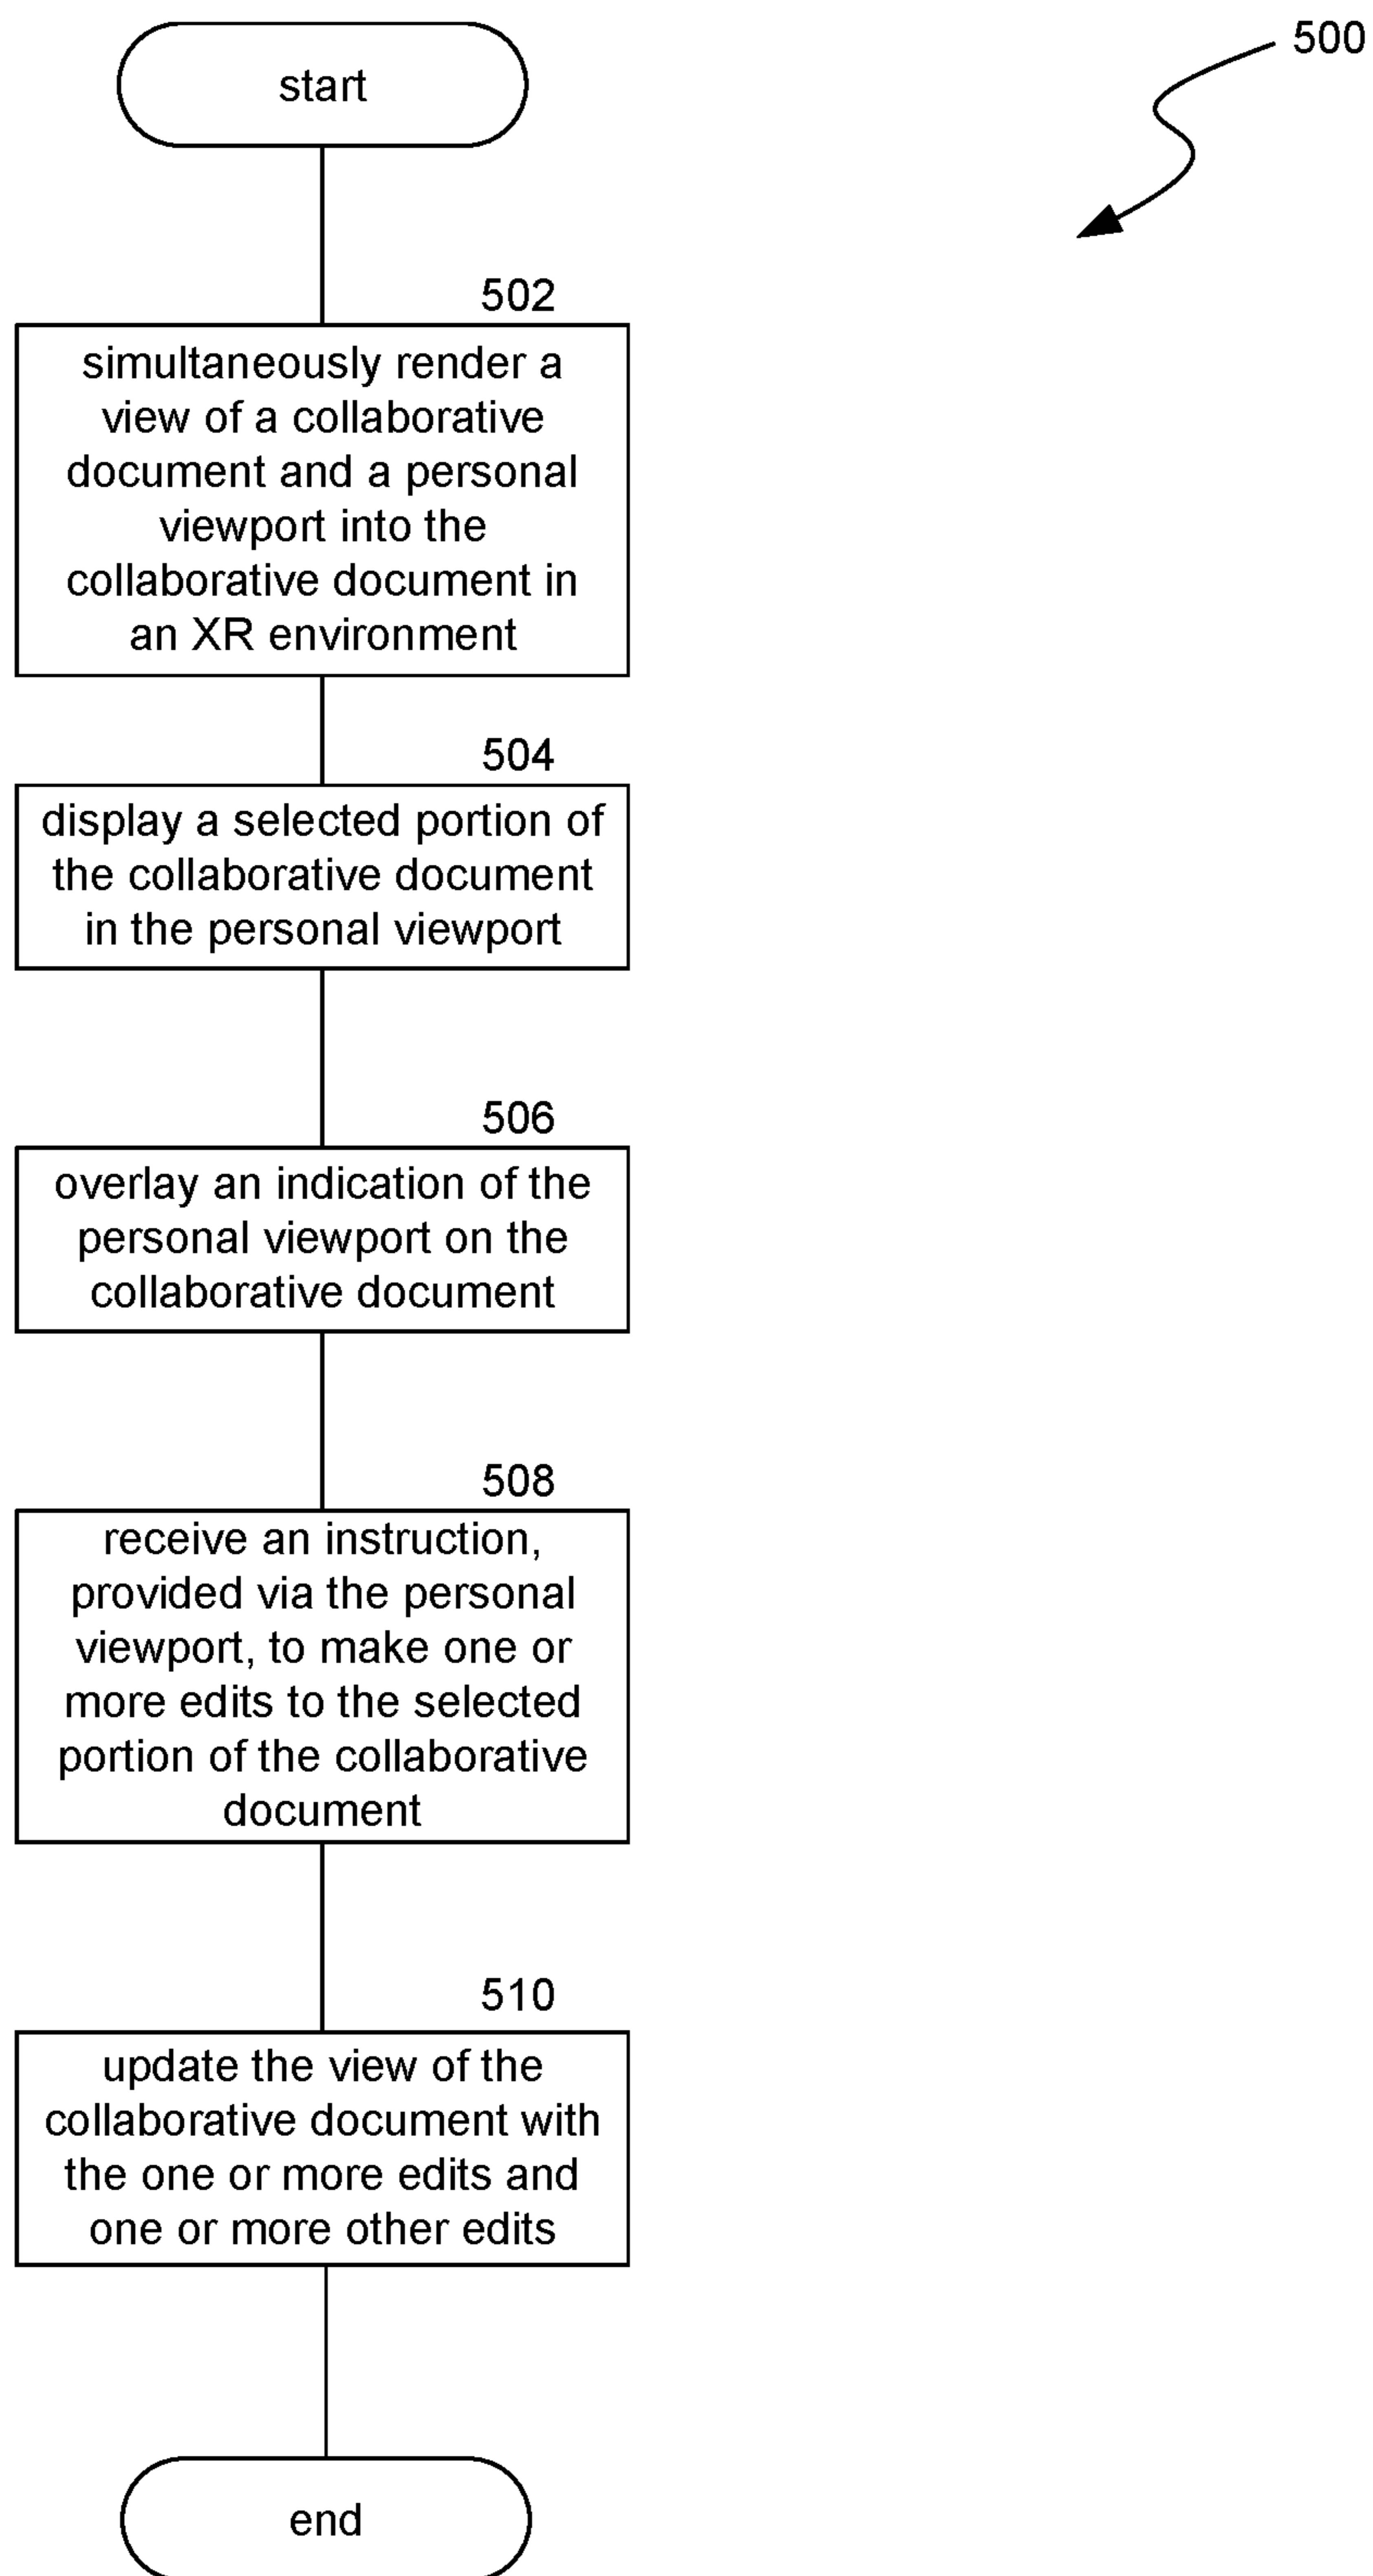 500
start
502
simultaneously render a
view of a collaborative
document and a personal
viewport into the
collaborative document in
an XR environment
504
display a selected portion of
the collaborative document
in the personal viewport
506
overlay an indication of the
personal viewport on the
collaborative document
508
receive an instruction,
provided via the personal
viewport, to make one or
more edits to the selected
portion of the collaborative
document
510
update the view of the
collaborative document with
the one or more edits and
one or more other edits
end